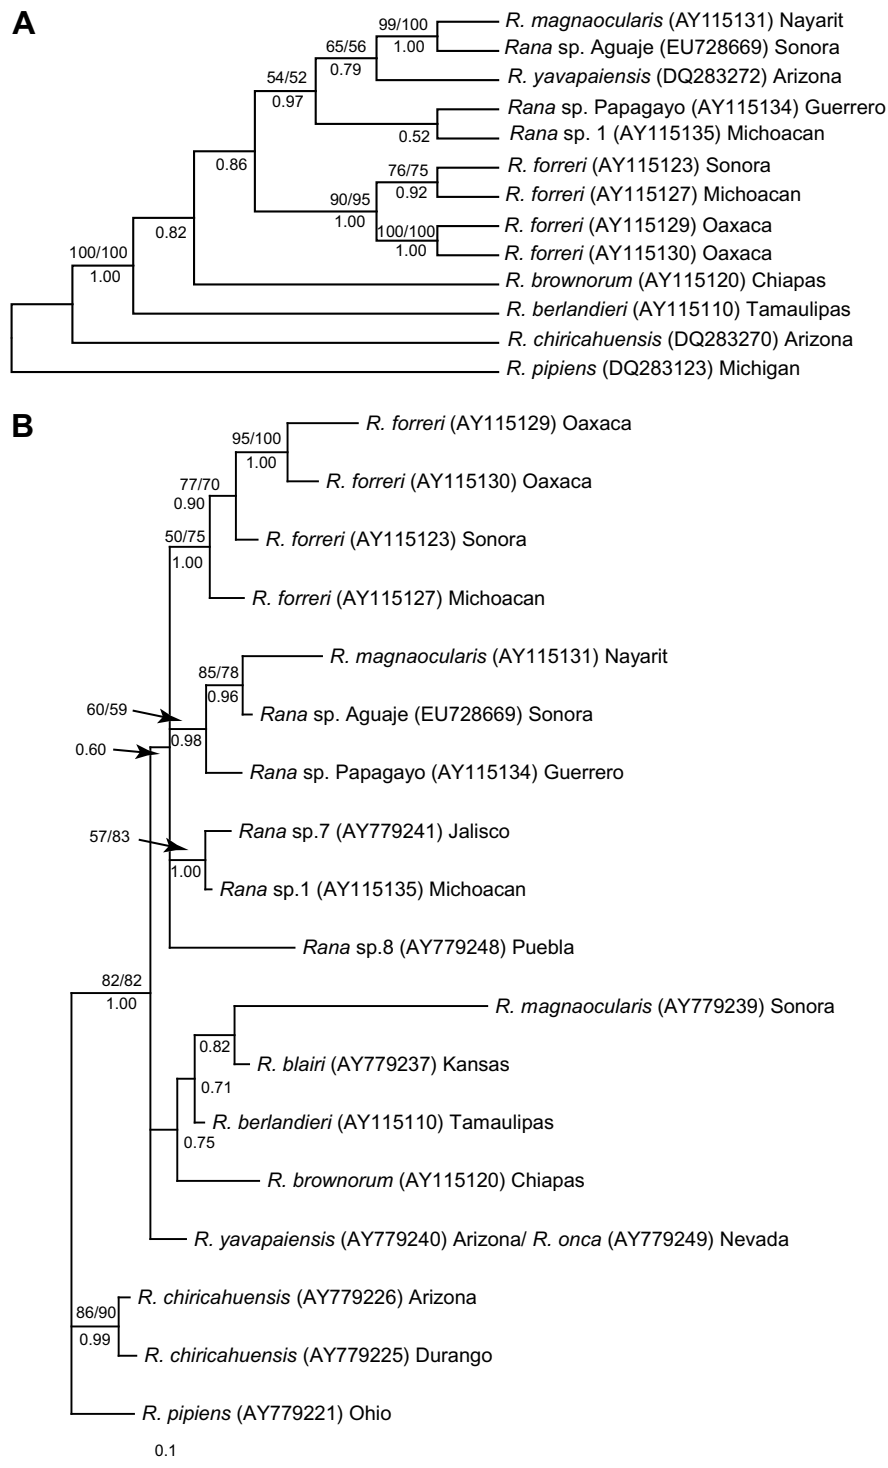 A
R. magnaocularis (AY115131) Nayarit
99/100
1.00
Rana sp. Aguaje (EU728669) Sonora
65/56
0.79
R. yavapaiensis (DQ283272) Arizona
54/52
0.97
Rana sp. Papagayo (AY115134) Guerrero
0.52
Rana sp. 1 (AY115135) Michoacan
0.86
R. forreri (AY115123) Sonora
76/75
0.92
R. forreri (AY115127) Michoacan
90/95
1.00
R. forreri (AY115129) Oaxaca
100/100
1.00
R. forreri (AY115130) Oaxaca
0.82
100/100
1.00
R. brownorum (AY115120) Chiapas
R. berlandieri (AY115110) Tamaulipas
R. chiricahuensis (DQ283270) Arizona
R. pipiens (DQ283123) Michigan
B
R. forreri (AY115129) Oaxaca
95/100
1.00
R. forreri (AY115130) Oaxaca
77/70
0.90
R. forreri (AY115123) Sonora
50/75
1.00
R. forreri (AY115127) Michoacan
R. magnaocularis (AY115131) Nayarit
85/78
0.96
Rana sp. Aguaje (EU728669) Sonora
60/59
0.98
0.60
Rana sp. Papagayo (AY115134) Guerrero
Rana sp.7 (AY779241) Jalisco
57/83
1.00
Rana sp.1 (AY115135) Michoacan
Rana sp.8 (AY779248) Puebla
82/82
1.00
R. magnaocularis (AY779239) Sonora
0.82
R. blairi (AY779237) Kansas
0.71
R. berlandieri (AY115110) Tamaulipas
0.75
R. brownorum (AY115120) Chiapas
R. yavapaiensis (AY779240) Arizona/ R. onca (AY779249) Nevada
R. chiricahuensis (AY779226) Arizona
86/90
0.99
R. chiricahuensis (AY779225) Durango
R. pipiens (AY779221) Ohio
0.1